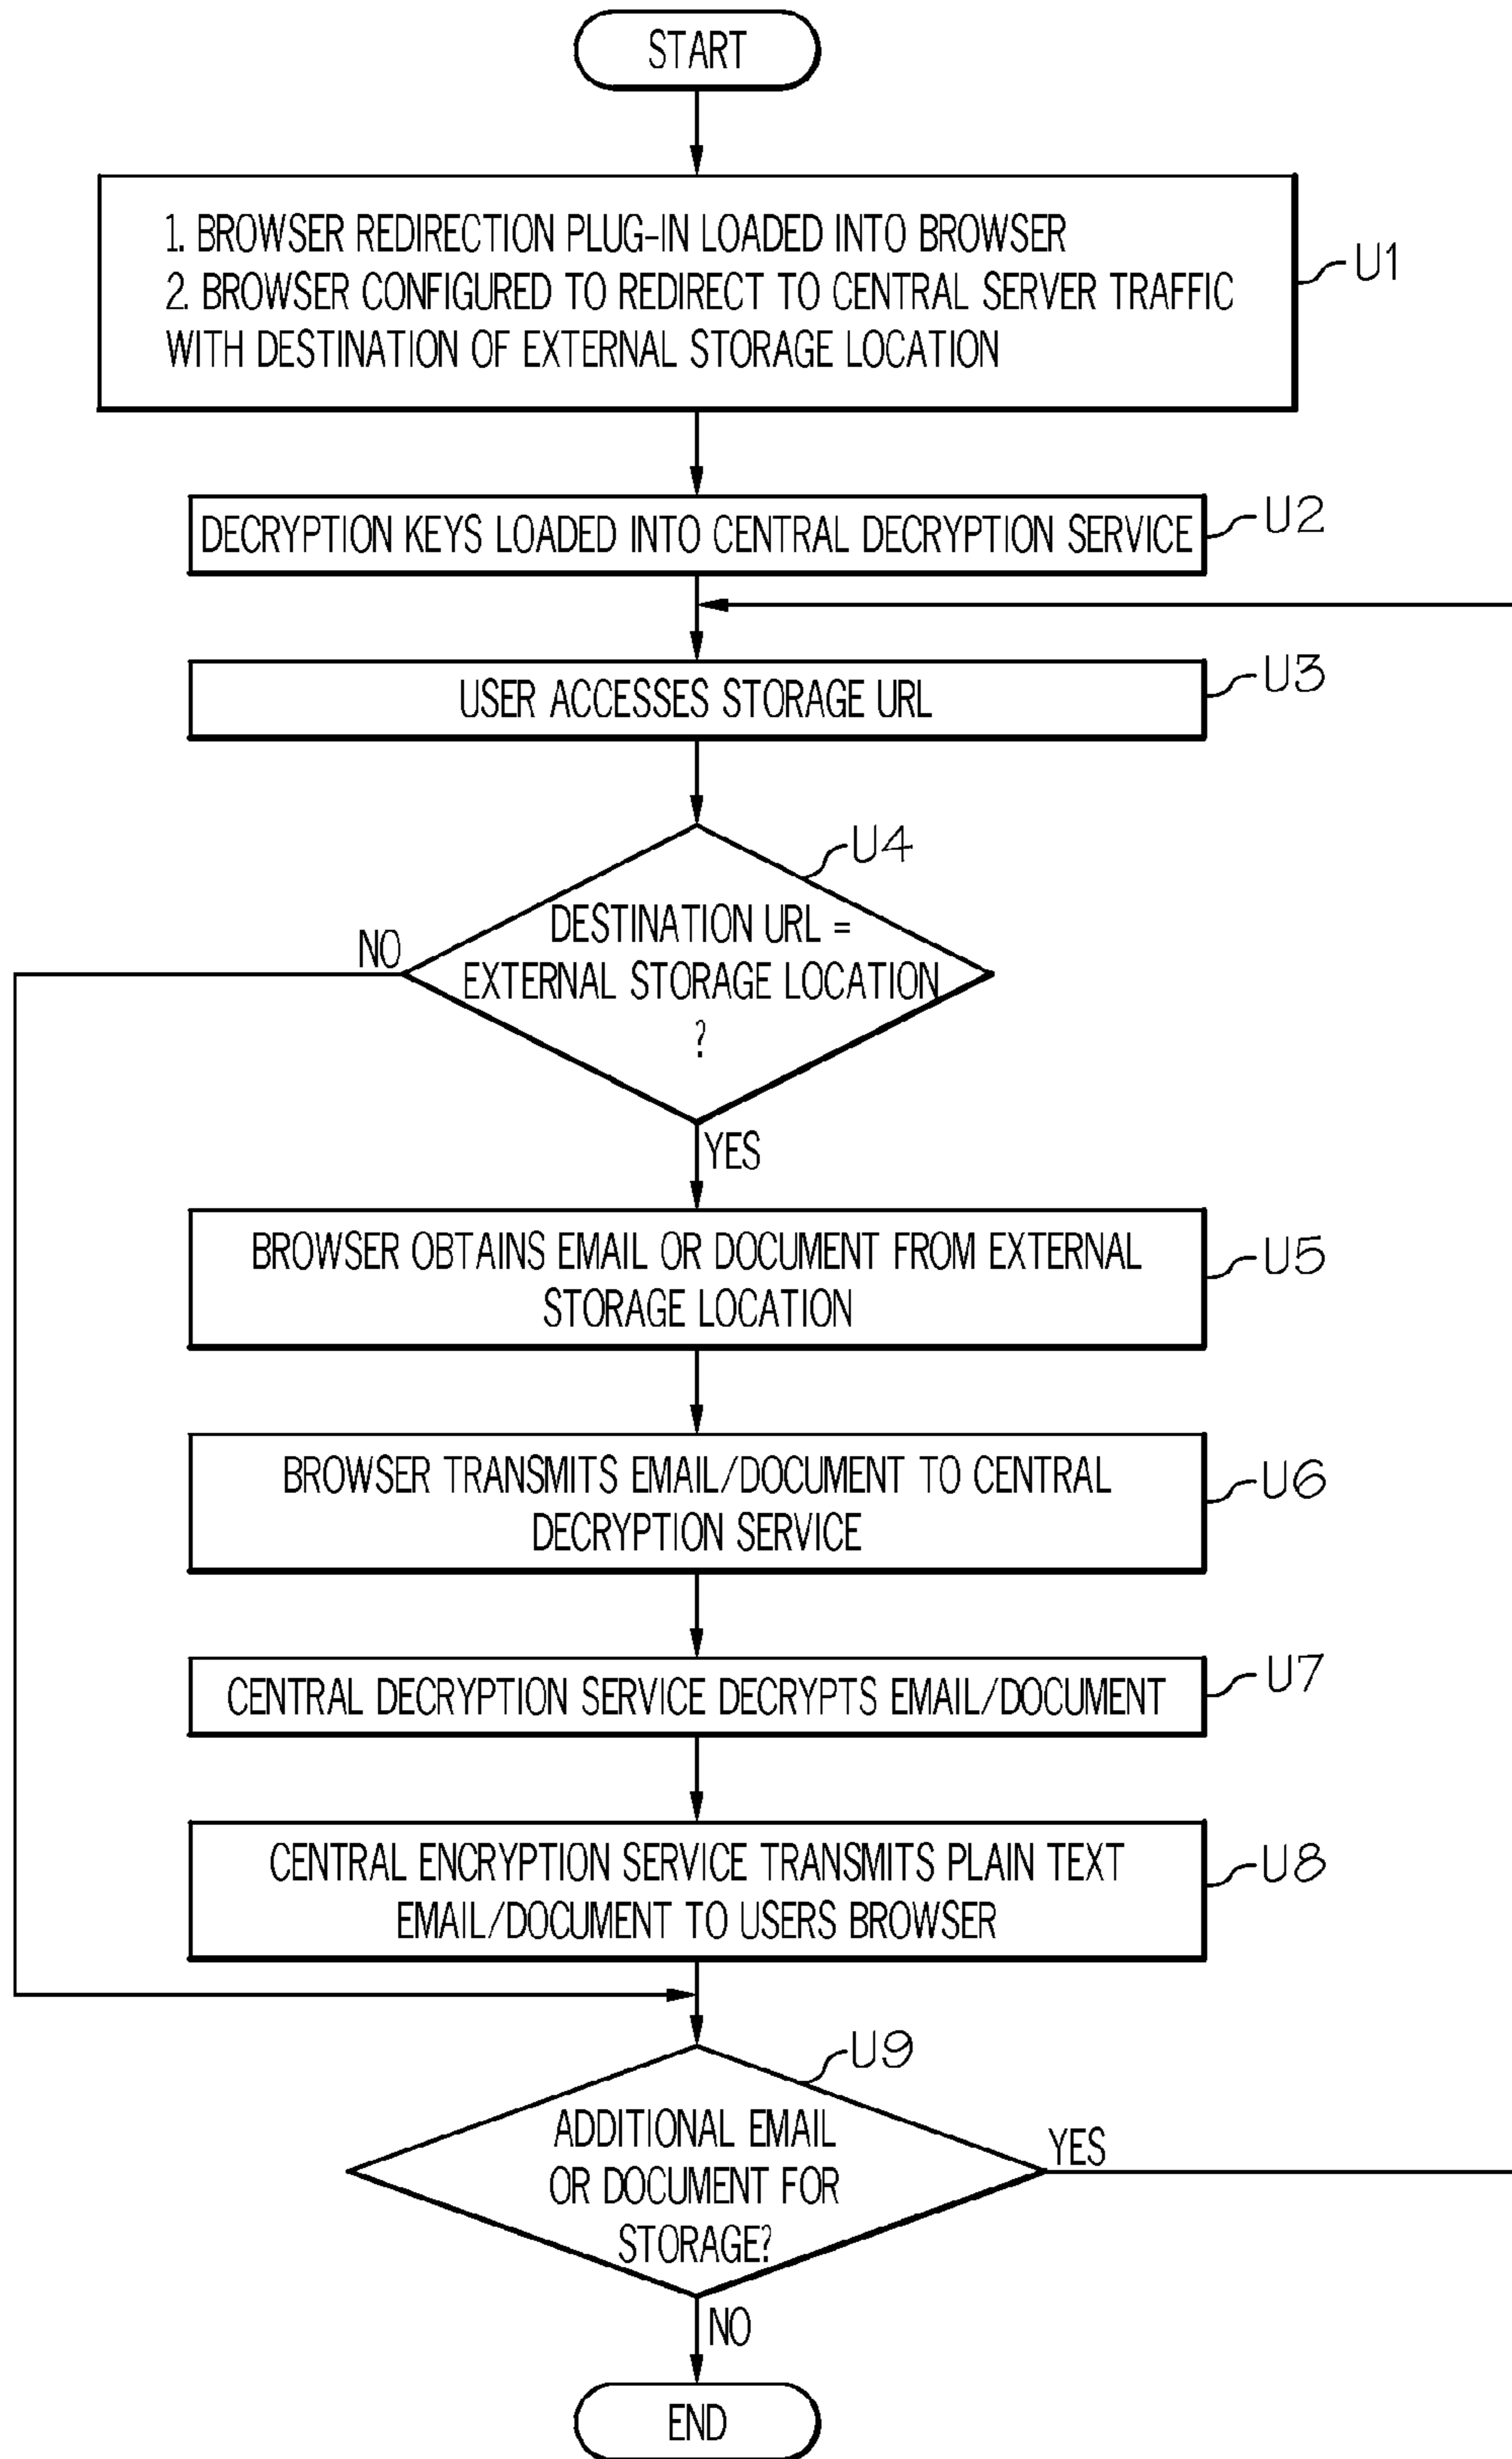 START
1. BROWSER REDIRECTION PLUG-IN LOADED INTO BROWSER
2. BROWSER CONFIGURED TO REDIRECT TO CENTRAL SERVER TRAFFIC
WITH DESTINATION OF EXTERNAL STORAGE LOCATION
U1
DECRYPTION KEYS LOADED INTO CENTRAL DECRYPTION SERVICE
U2
USER ACCESSES STORAGE URL
U3
U4
DESTINATION URL =
EXTERNAL STORAGE LOCATION
?
NO
YES
BROWSER OBTAINS EMAIL OR DOCUMENT FROM EXTERNAL
STORAGE LOCATION
U5
BROWSER TRANSMITS EMAIL/DOCUMENT TO CENTRAL
DECRYPTION SERVICE
U6
CENTRAL DECRYPTION SERVICE DECRYPTS EMAIL/DOCUMENT
U7
CENTRAL ENCRYPTION SERVICE TRANSMITS PLAIN TEXT
EMAIL/DOCUMENT TO USERS BROWSER
U8
U9
ADDITIONAL EMAIL
OR DOCUMENT FOR
STORAGE?
YES
NO
END